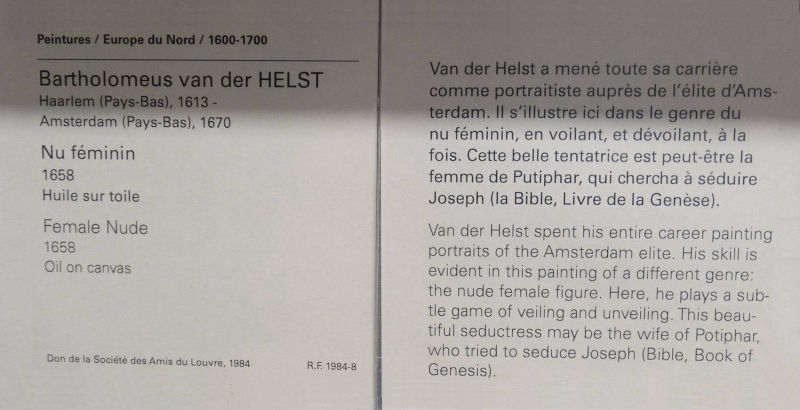 Peintures / Europe du Nord / 1600-1700
Bartholomeus van der HELST
Haarlem (Pays-Bas), 1613 -
Amsterdam (Pays-Bas), 1670
Nu féminin
1658
Huile sur toile
Female Nude
1658
Oil on canvas
Don de la Société des Amis du Louvre, 1984
R.F. 1984-8
Van der Helst a mené toute sa carrière
comme portraitiste auprès de l'élite d'Ams-
terdam. Il s'illustre ici dans le genre du
nu féminin, en voilant, et dévoilant, à la
fois. Cette belle tentatrice est peut-être la
femme de Putiphar, qui chercha à séduire
Joseph (la Bible, Livre de la Genèse).
Van der Helst spent his entire career painting
portraits of the Amsterdam elite. His skill is
evident in this painting of a different genre:
the nude female figure. Here, he plays a sub-
tle game of veiling and unveiling. This beau-
tiful seductress may be the wife of Potiphar,
who tried to seduce Joseph (Bible, Book of
Genesis).